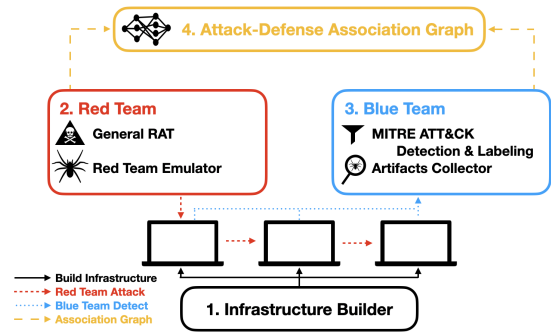 4. Attack-Defense Association Graph
2. Red Team
General RAT
Red Team Emulator
3. Blue Team
MITRE ATT&CK
Detection & Labeling
Artifacts Collector
Build Infrastructure
Red Team Attack
Blue Team Detect
Association Graph
1. Infrastructure Builder